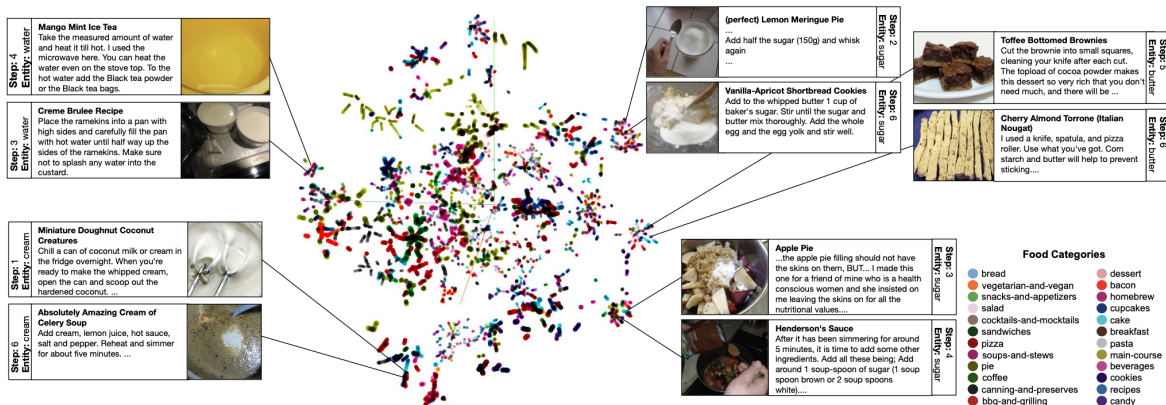 Step: 4
Entity: water
Mango Mint Ice Tea
Take the measured amount of water
and heat it till hot. I used the
microwave here. You can heat the
water even on the stove top. To the
hot water add the Black tea powder
or the Black tea bags.
Step: 3
Entity: water
Creme Brulee Recipe
Place the ramekins into a pan with
high sides and carefully fill the pan
with hot water until half way up the
sides of the ramekins. Make sure
not to splash any water into the
custard.
Step: 1
Entity: cream
Miniature Doughnut Coconut
Creatures
Chill a can of coconut milk or cream in
the fridge overnight. When you're
ready to make the whipped cream,
open the can and scoop out the
hardened coconut. ...
Step: 6
Entity: cream
Absolutely Amazing Cream of
Celery Soup
Add cream, lemon juice, hot sauce,
salt and pepper. Reheat and simmer
for about five minutes. ...
(perfect) Lemon Meringue Pie
...
Add half the sugar (150g) and whisk
again
...
Step: 2
Entity: sugar
Vanilla-Apricot Shortbread Cookies
Add to the whipped butter 1 cup of
baker's sugar. Stir until the sugar and
butter mix thoroughly. Add the whole
egg and the egg yolk and stir well.
Step: 6
Entity: sugar
Toffee Bottomed Brownies
Cut the brownie into small squares,
cleaning your knife after each cut.
The topload of cocoa powder makes
this dessert so very rich that you don't
need much, and there will be ...
Step: 5
Entity: butter
Cherry Almond Torrone (Italian
Nougat)
I used a knife, spatula, and pizza
roller. Use what you've got. Corn
starch and butter will help to prevent
sticking....
Step: 6
Entity: butter
Apple Pie
...the apple pie filling should not have
the skins on them, BUT... I made this
one for a friend of mine who is a health
conscious women and she insisted on
me leaving the skins on for all the
nutritional values....
Step: 3
Entity: sugar
Henderson's Sauce
After it has been simmering for around
5 minutes, it is time to add some other
ingredients. Add all these being; Add
around 1 soup-spoon of sugar (1 soup
spoon brown or 2 soup spoons
white)....
Step: 4
Entity: sugar
Food Categories
bread
vegetarian-and-vegan
snacks-and-appetizers
salad
cocktails-and-mocktails
sandwiches
pizza
soups-and-stews
pie
coffee
canning-and-preserves
bbq-and-grilling
dessert
bacon
homebrew
cupcakes
cake
breakfast
pasta
main-course
beverages
cookies
recipes
candy